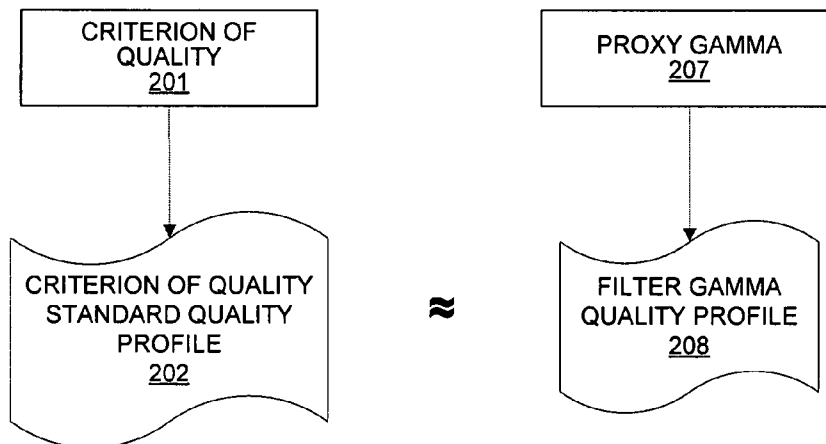 CRITERION OF
QUALITY
201
PROXY GAMMA
207
CRITERION OF QUALITY
STANDARD QUALITY
PROFILE
202
≈
FILTER GAMMA
QUALITY PROFILE
208